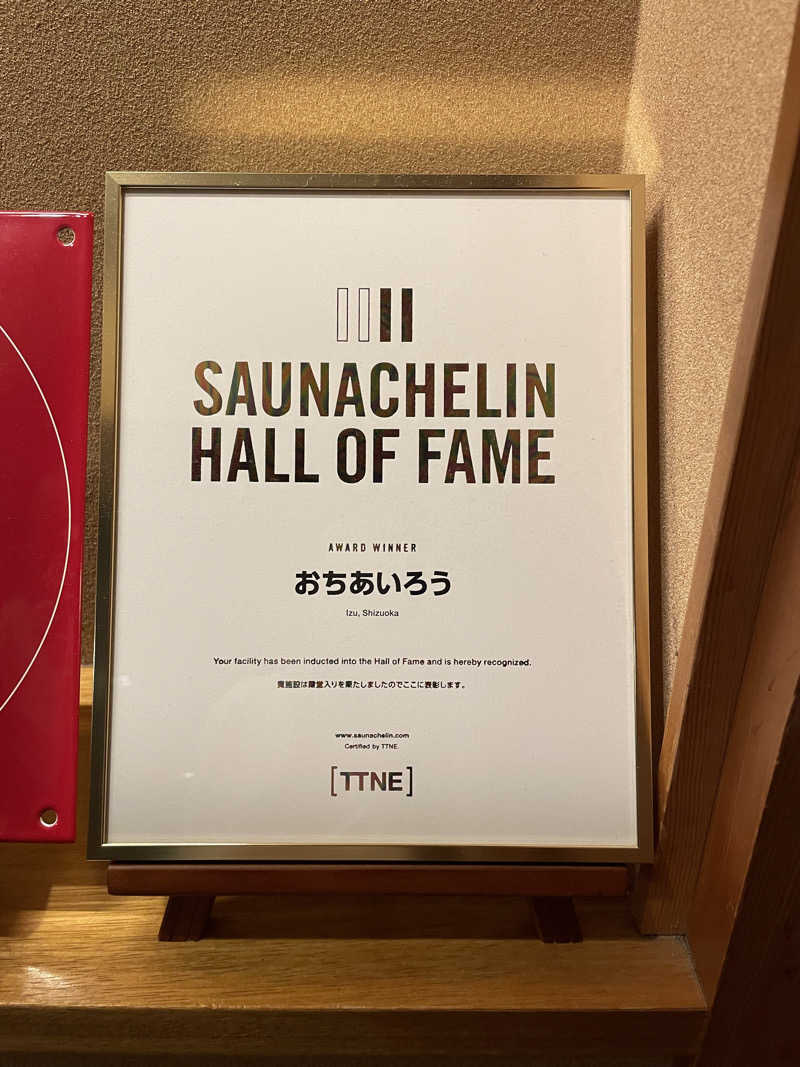 SAUNACHELIN
HALL OF FAME
AWARD WINNER
おちあいろう
Izu, Shizuoka
Your facility has been inducted into the Hall of Fame and is hereby recognized.
貴施設は殿堂入りを果たしましたのでここに表彰します。
www.saunachelin.com
Certified by TTNE.
[TTNE]